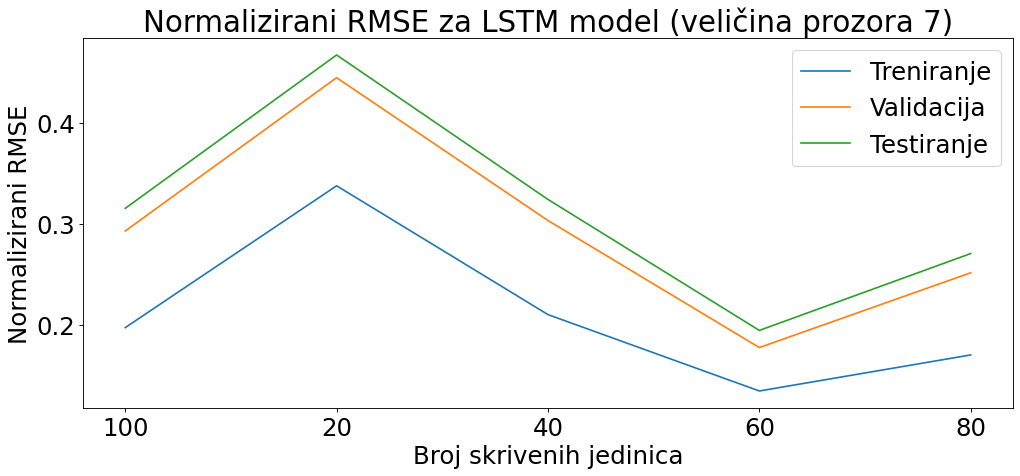 Normalizirani RMSE za LSTM model (veličina prozora 7)
Treniranje
Validacija
Testiranje
Normalizirani RMSE
0.4
0.3
0.2
100 20 40 60 80
Broj skrivenih jedinica